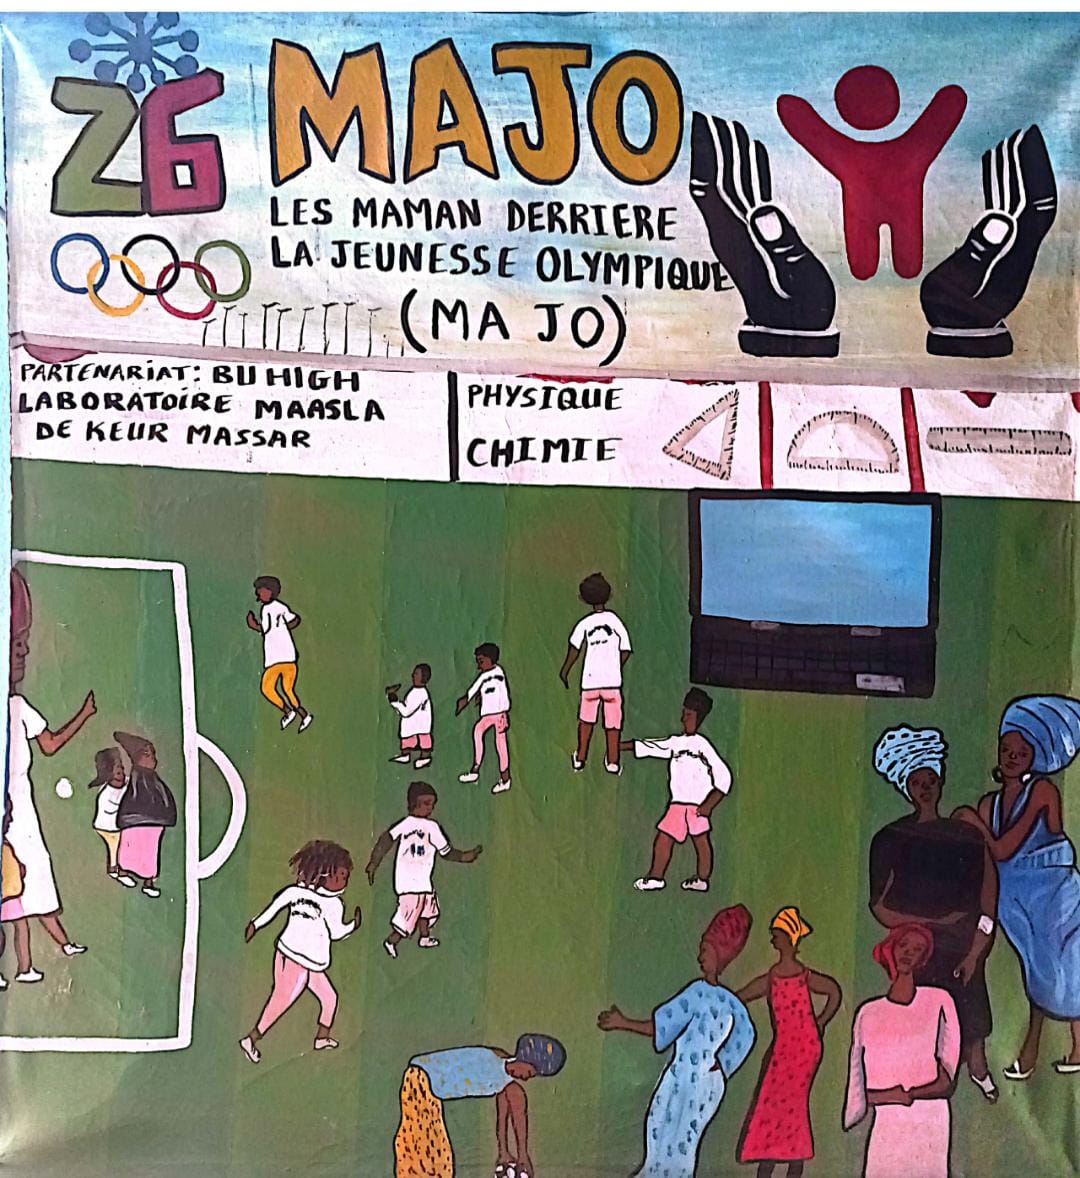 26
MAJO
LES MAMAN DERRIERE
LA JEUNESSE OLYMPIQUE
(MA JO)
PARTENARIAT: BU HIGH
LABORATOIRE MAASLA
DE KEUR MASSAR
PHYSIQUE
CHIMIE